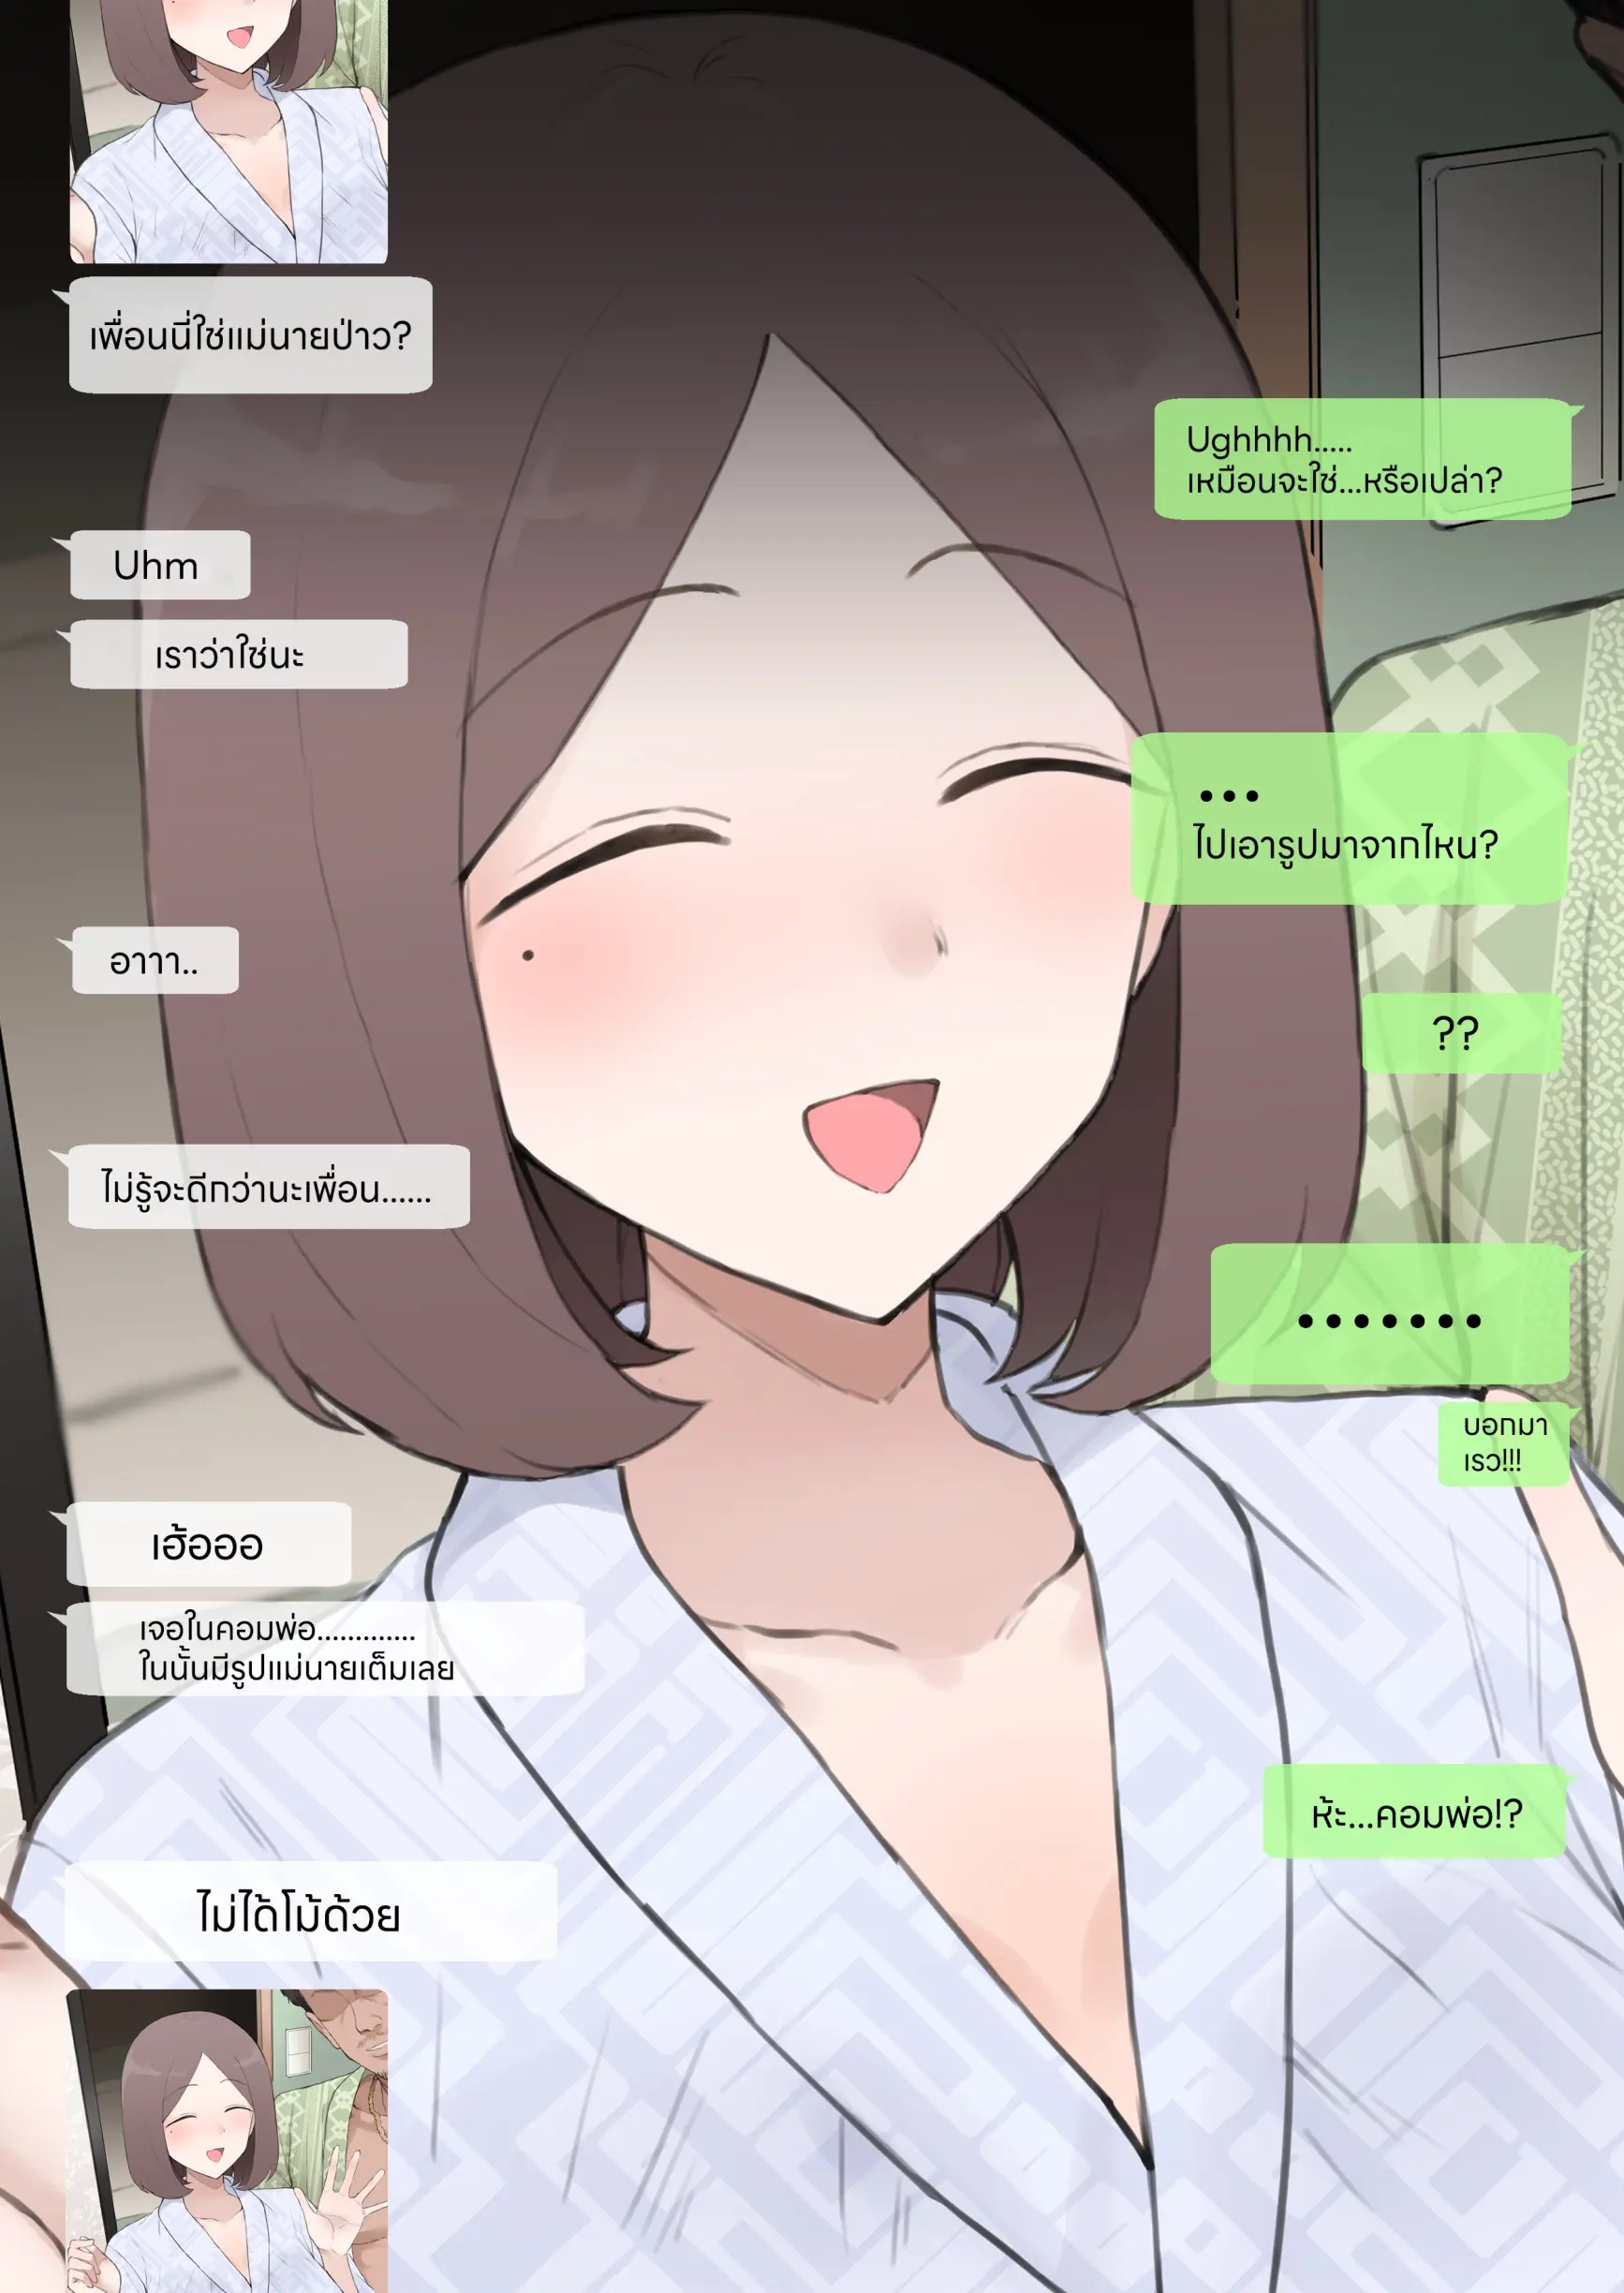 เพื่อนนี่ใช่แม่นายป่าว?
Ughhhh.....
เหมือนจะใช่...หรือเปล่า?
Uhm
เราว่าใช่นะ
...
ไปเอารูปมาจากไหน?
อาาา..
??
ไม่รู้จะดีกว่านะเพื่อน......
.......
บอกมา
เรว!!!
เฮ้อออ
เจอในคอมพ่อ.............
ในนั้นมีรูปแม่นายเต็มเลย
ห้ะ...คอมพ่อ!?
ไม่ได้โม้ด้วย